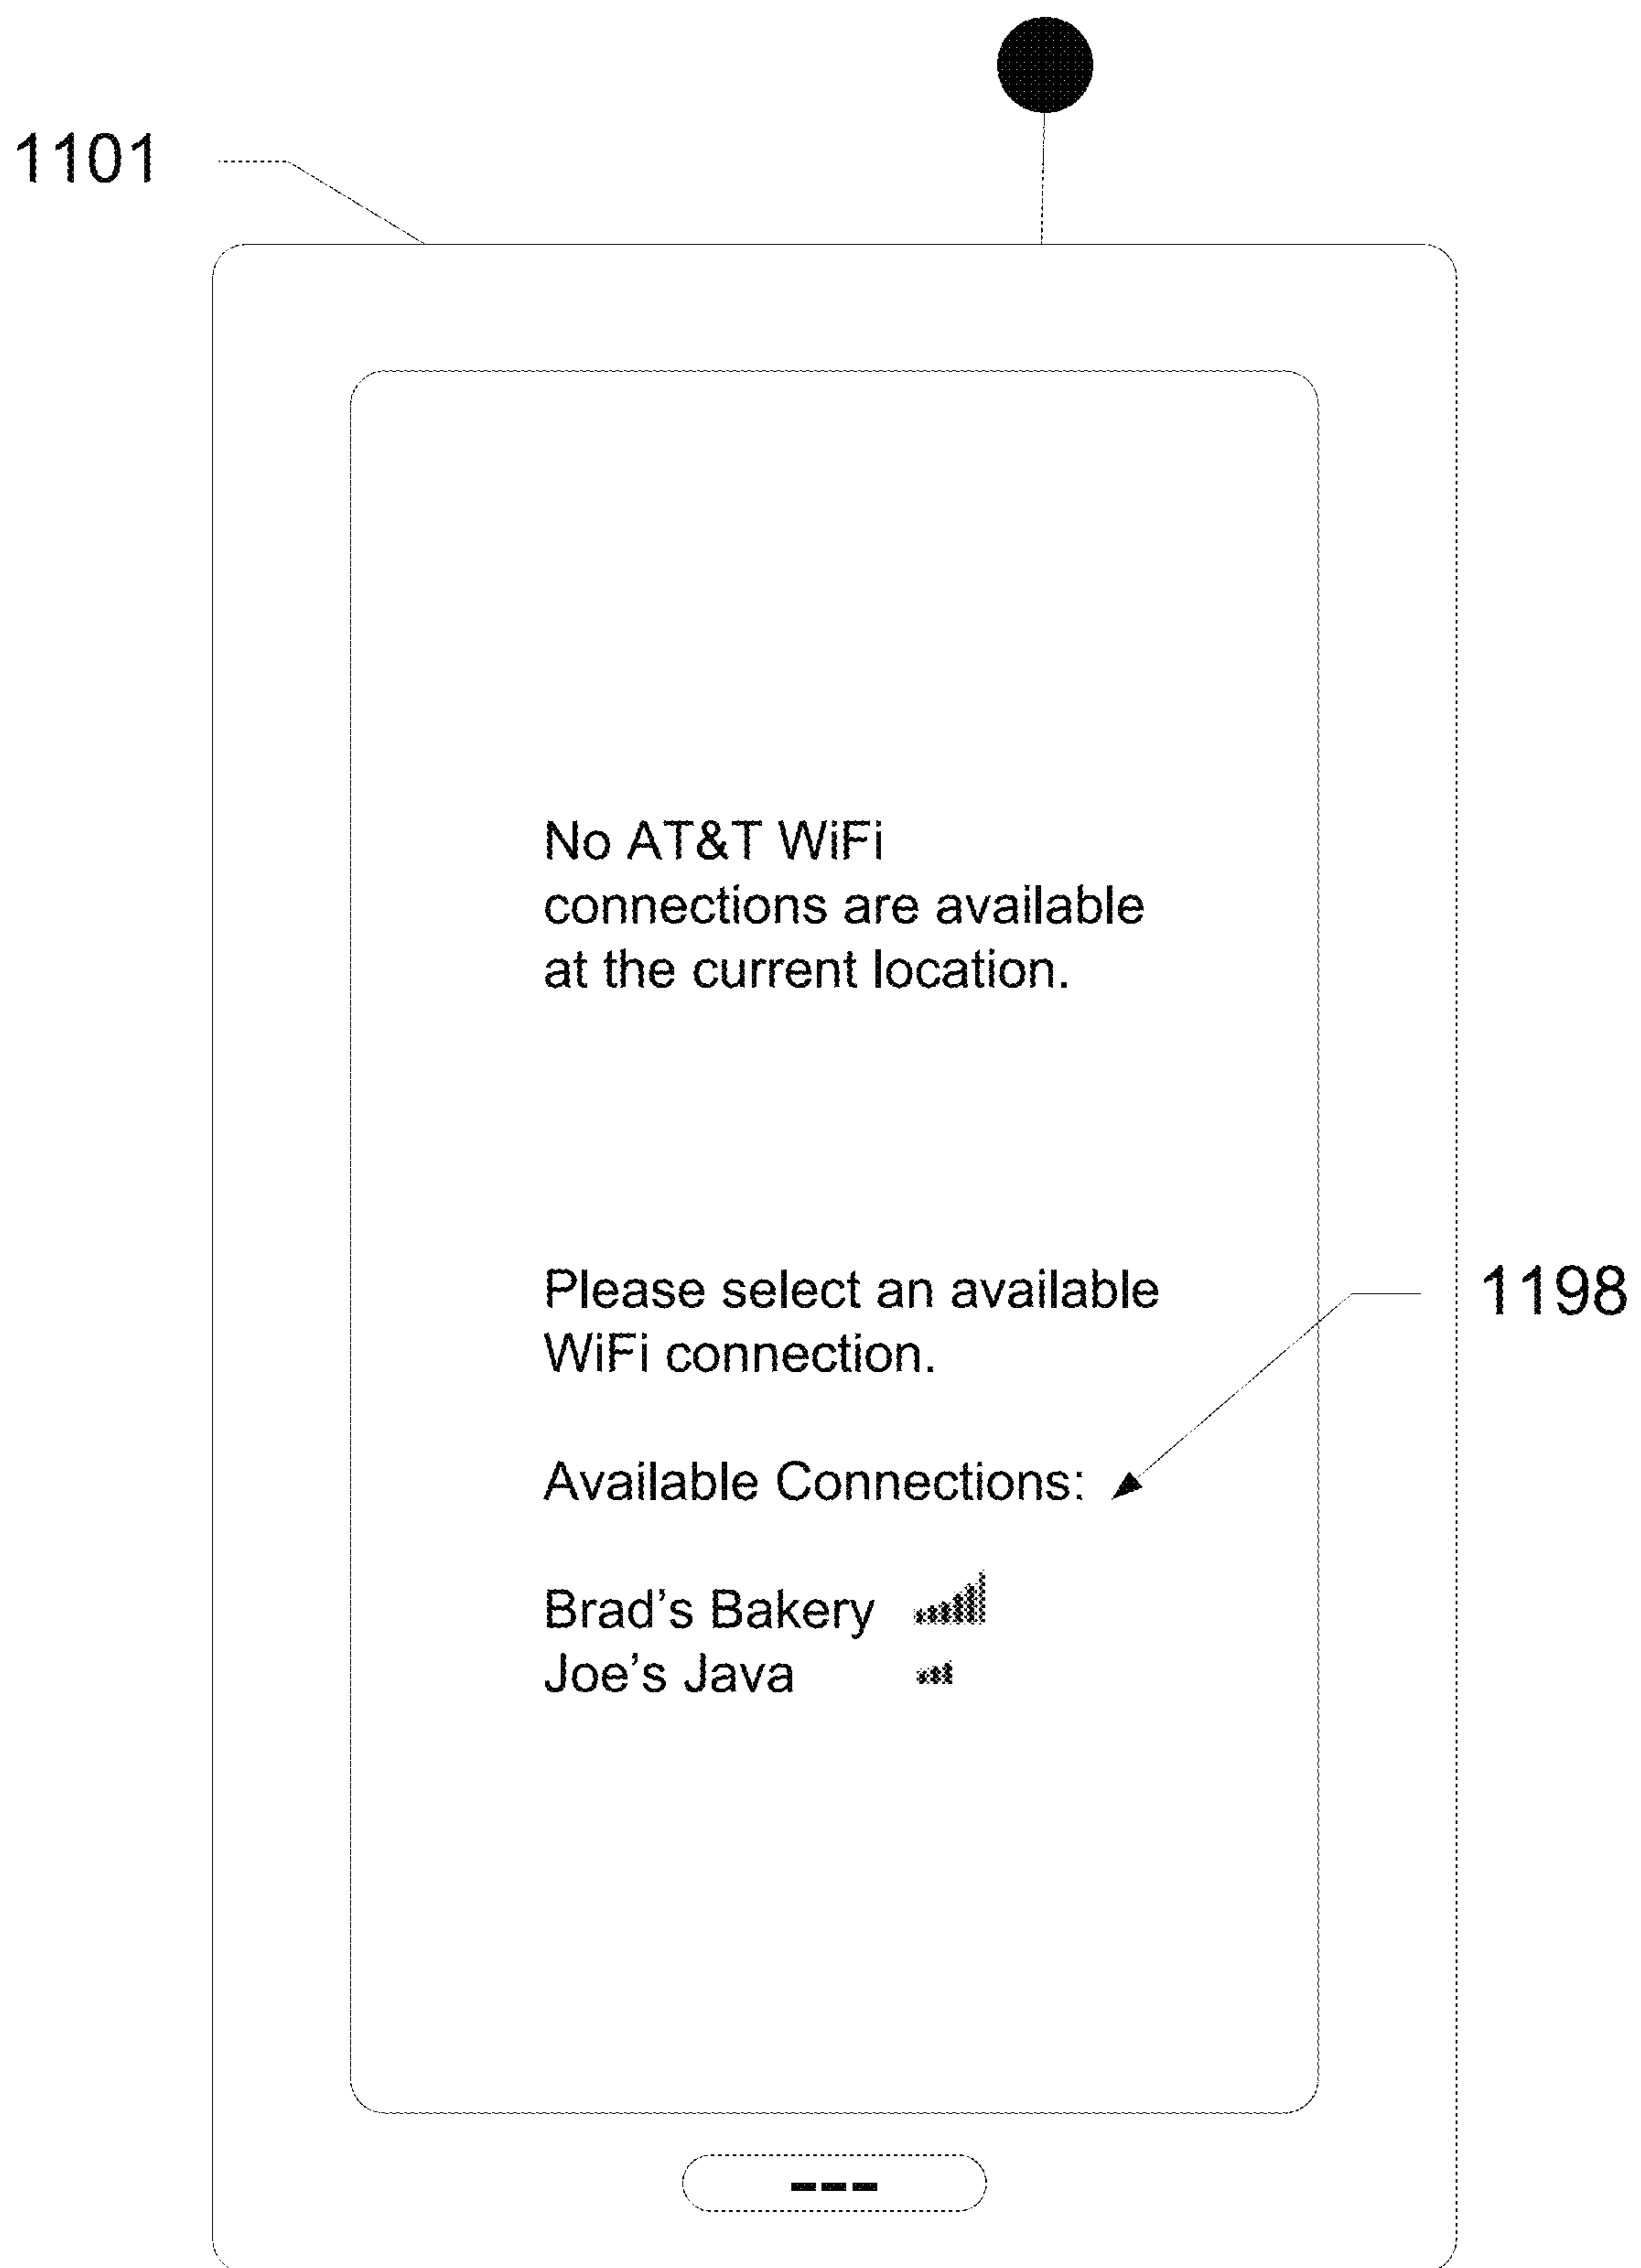 1101
No AT&T WiFi
connections are available
at the current location.
Please select an available
WiFi connection.
1198
Available Connections:
Brad's Bakery
Joe's Java